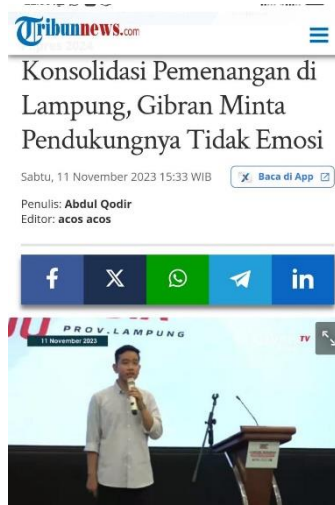 Tribunnews.com
Konsolidasi Pemenangan di
Lampung, Gibran Minta
Pendukungnya Tidak Emosi
Sabtu, 11 November 2023 15:33 WIB
Baca di App
Penulis: Abdul Qodir
Editor: acos acos
PROV.LAMPUNG
11 November 2023
TV